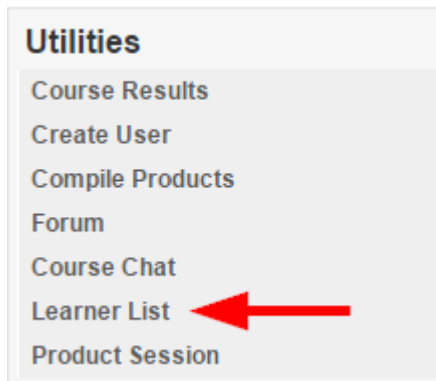 Utilities
Course Results
Create User
Compile Products
Forum
Course Chat
Learner List
Product Session